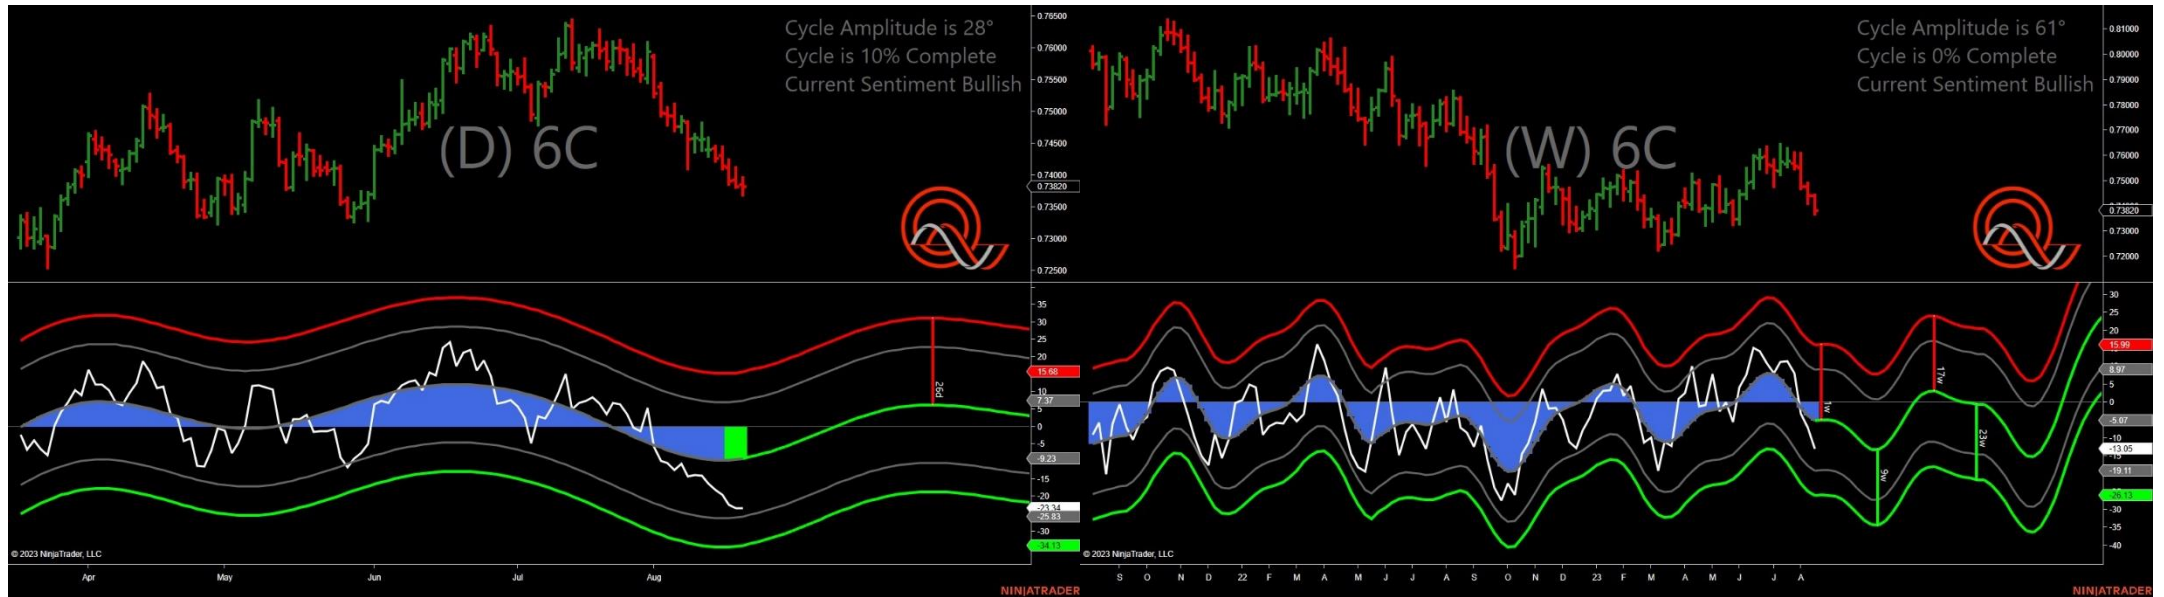 Cycle Amplitude is 28°
Cycle is 10% Complete
Current Sentiment Bullish
(D) 6C
0.76500
0.76000
0.75500
0.75000
0.74500
0.74000
0.73820
0.73500
0.73000
0.72500
35
30
25
20
15.68
10
7.37
5
0
-5
-9.23
-15
-20
-23.34
-25.83
-30
-34.13
26d
© 2023 NinjaTrader, LLC
Apr May Jun Jul Aug
NINJATRADER
Cycle Amplitude is 61°
Cycle is 0% Complete
Current Sentiment Bullish
(W) 6C
0.81000
0.80000
0.79000
0.78000
0.77000
0.76000
0.75000
0.73820
0.73000
0.72000
30
25
20
15.99
8.97
5
0
-5.07
-10
-13.05
-15
-19.11
-26.13
-30
-35
-40
1w
9w
17w
23w
© 2023 NinjaTrader, LLC
S O N D 22 F M A M J J A S O N D 23 F M A M J J A
NINJATRADER